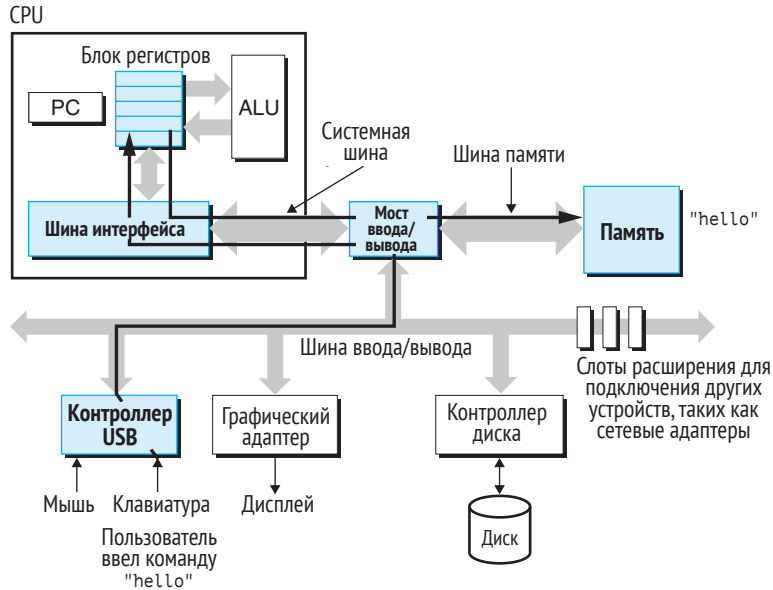 CPU
Блок регистров
PC
ALU
Системная
шина
Шина памяти
Шина интерфейса
Мост
ввода/
вывода
Память
"hello"
Шина ввода/вывода
Слоты расширения для
подключения других
устройств, таких как
сетевые адаптеры
Контроллер
USB
Графический
адаптер
Контроллер
диска
Мышь
Клавиатура
Дисплей
Диск
Пользователь
ввел команду
"hello"